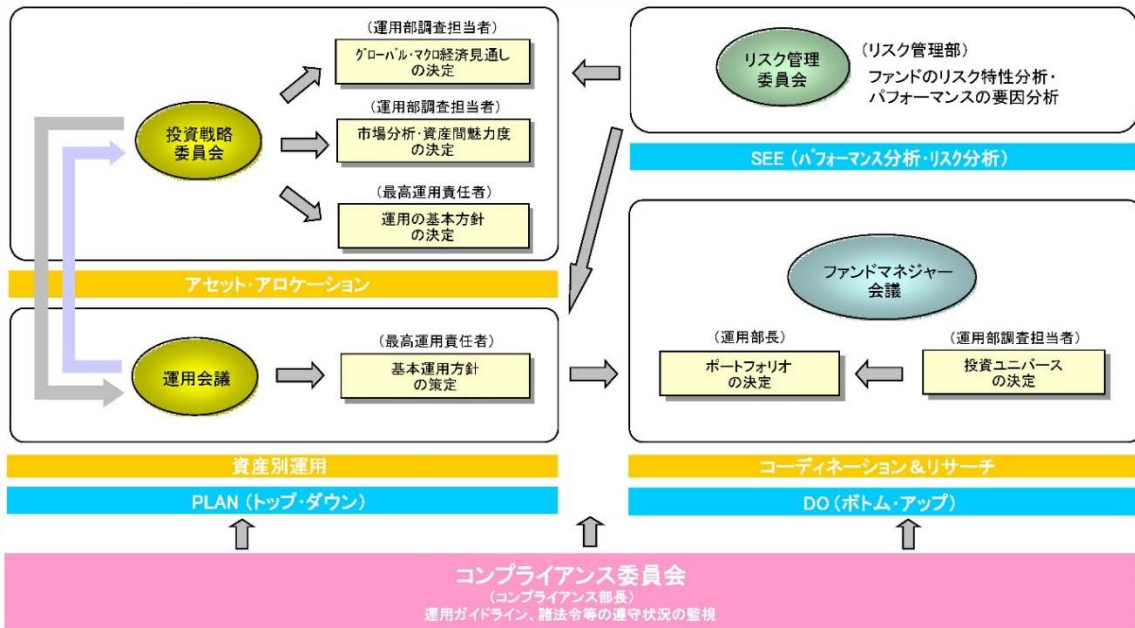 (運用部調査担当者)
グローバル・マクロ経済見通し
の決定
投資戦略
委員会
(運用部調査担当者)
市場分析・資産間魅力度
の決定
(最高運用責任者)
運用の基本方針
の決定
アセット・アロケーション
リスク管理
委員会
(リスク管理部)
ファンドのリスク特性分析・
パフォーマンスの要因分析
SEE (パフォーマンス分析・リスク分析)
運用会議
(最高運用責任者)
基本運用方針
の策定
資産別運用
PLAN (トップ・ダウン)
ファンドマネジャー
会議
(運用部長)
ポートフォリオ
の決定
(運用部調査担当者)
投資ユニバース
の決定
コーディネーション&リサーチ
DO (ボトム・アップ)
コンプライアンス委員会
(コンプライアンス部長)
運用ガイドライン、諸法令等の遵守状況の監視